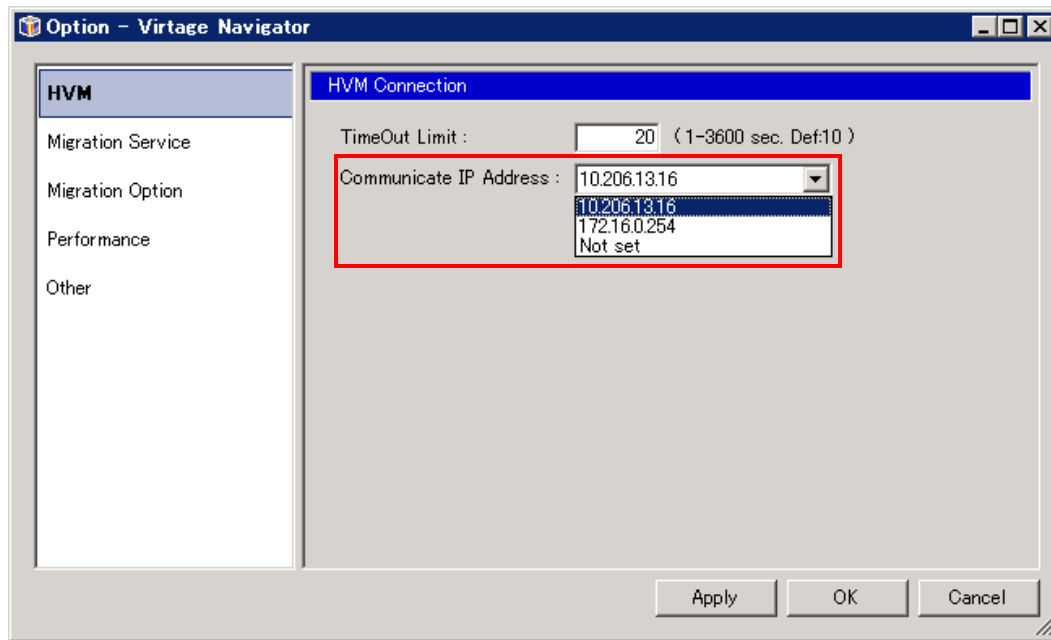 Option - Virtage Navigator
HVM
Migration Service
Migration Option
Performance
Other
HVM Connection
TimeOut Limit : 20 ( 1-3600 sec. Def:10 )
Communicate IP Address : 10.206.13.16
10.206.13.16
172.16.0.254
Not set
Apply OK Cancel